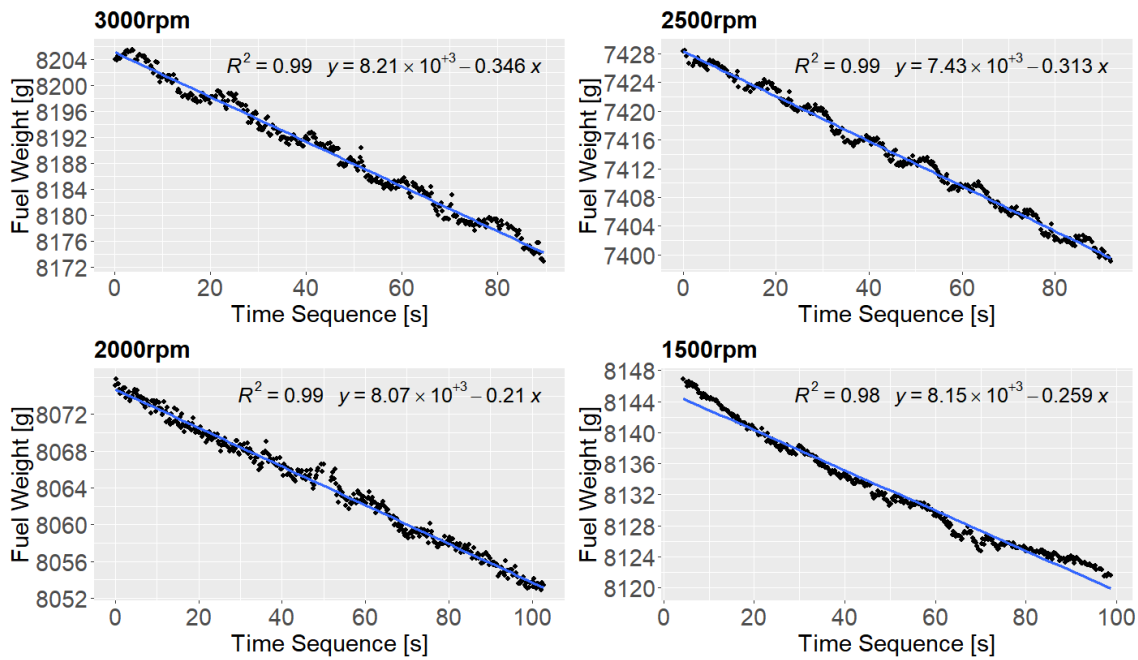 3000rpm
R² = 0.99 y = 8.21 × 10⁺³ − 0.346 x
Fuel Weight [g]
8204
8200
8196
8192
8188
8184
8180
8176
8172
0 20 40 60 80
Time Sequence [s]
2500rpm
R² = 0.99 y = 7.43 × 10⁺³ − 0.313 x
Fuel Weight [g]
7428
7424
7420
7416
7412
7408
7404
7400
0 20 40 60 80
Time Sequence [s]
2000rpm
R² = 0.99 y = 8.07 × 10⁺³ − 0.21 x
Fuel Weight [g]
8072
8068
8064
8060
8056
8052
0 20 40 60 80 100
Time Sequence [s]
1500rpm
R² = 0.98 y = 8.15 × 10⁺³ − 0.259 x
Fuel Weight [g]
8148
8144
8140
8136
8132
8128
8124
8120
0 20 40 60 80 100
Time Sequence [s]